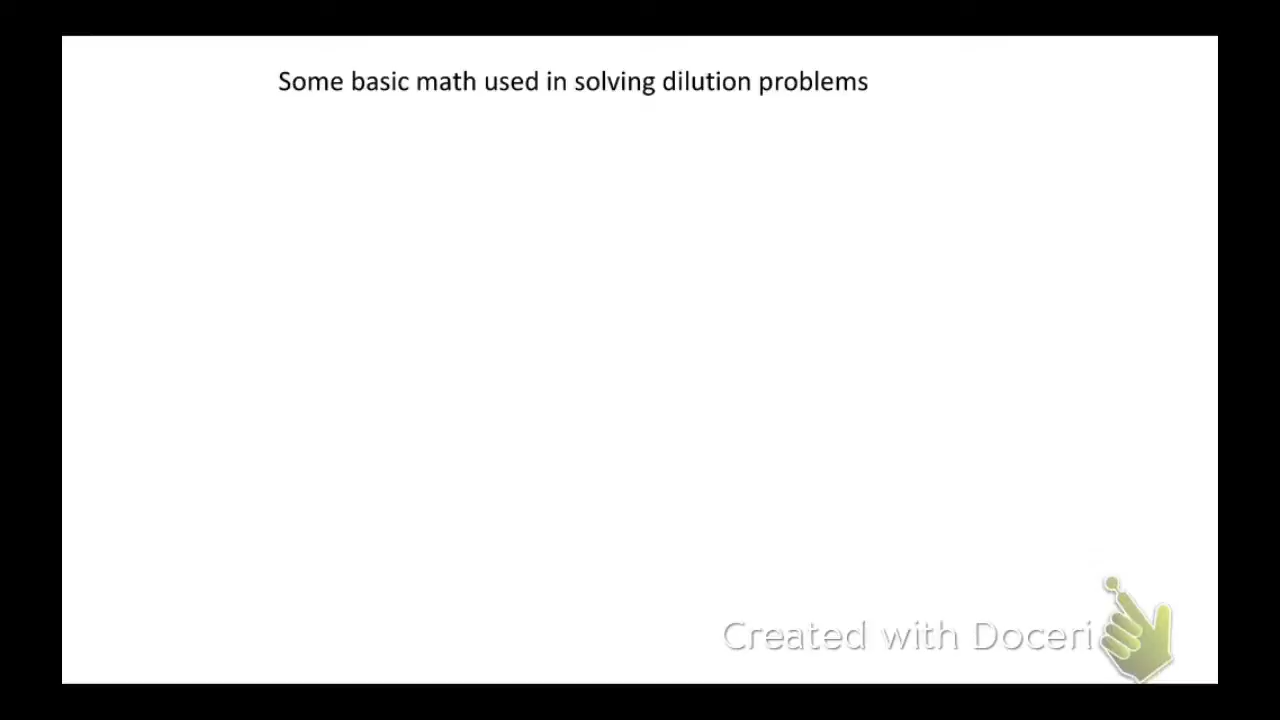 Some basic math used in solving dilution problems
Created with Doceri